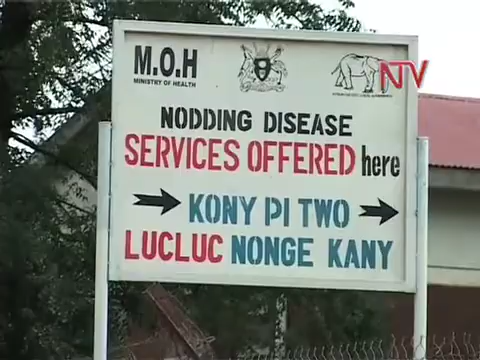 M.O.H
MINISTRY OF HEALTH
NTV
NODDING DISEASE
SERVICES OFFERED here
KONY PI TWO
LUCLUC NONGE KANY